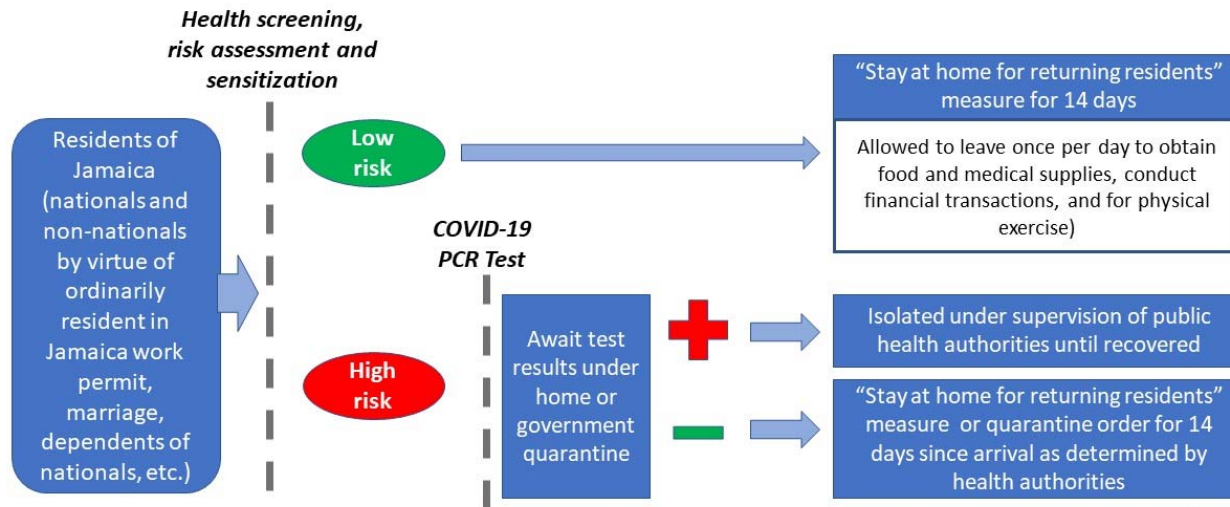 Health screening,
risk assessment and
sensitization
Residents of
Jamaica
(nationals and
non-nationals
by virtue of
ordinarily
resident in
Jamaica work
permit,
marriage,
dependents of
nationals, etc.)
Low
risk
"Stay at home for returning residents"
measure for 14 days
Allowed to leave once per day to obtain
food and medical supplies, conduct
financial transactions, and for physical
exercise)
High
risk
COVID-19
PCR Test
Await test
results under
home or
government
quarantine
Isolated under supervision of public
health authorities until recovered
"Stay at home for returning residents"
measure or quarantine order for 14
days since arrival as determined by
health authorities